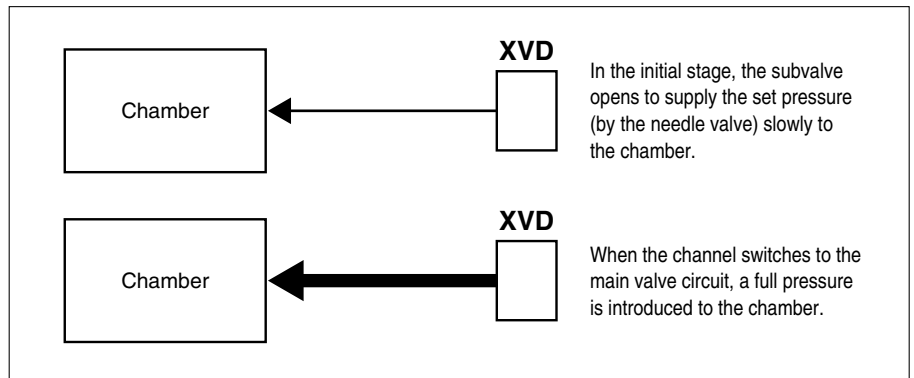 XVD
Chamber
In the initial stage, the subvalve
opens to supply the set pressure
(by the needle valve) slowly to
the chamber.
XVD
Chamber
When the channel switches to the
main valve circuit, a full pressure
is introduced to the chamber.